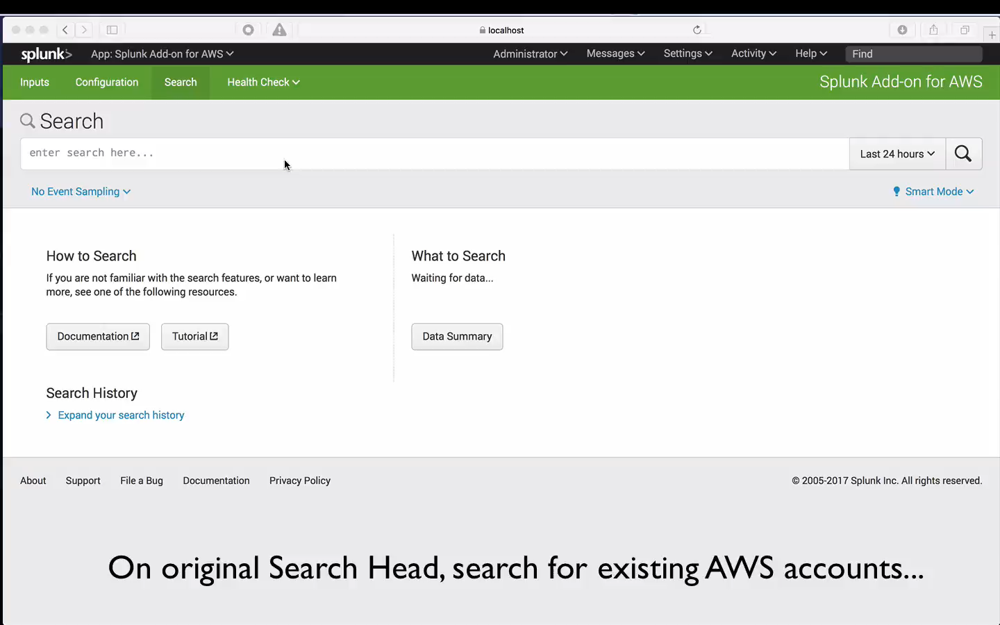 localhost
splunk> App: Splunk Add-on for AWS Administrator Messages Settings Activity Help Find
Inputs Configuration Search Health Check Splunk Add-on for AWS
Search
enter search here... Last 24 hours
No Event Sampling Smart Mode
How to Search
If you are not familiar with the search features, or want to learn
more, see one of the following resources.
Documentation Tutorial
What to Search
Waiting for data...
Data Summary
Search History
Expand your search history
About Support File a Bug Documentation Privacy Policy © 2005-2017 Splunk Inc. All rights reserved.
On original Search Head, search for existing AWS accounts...